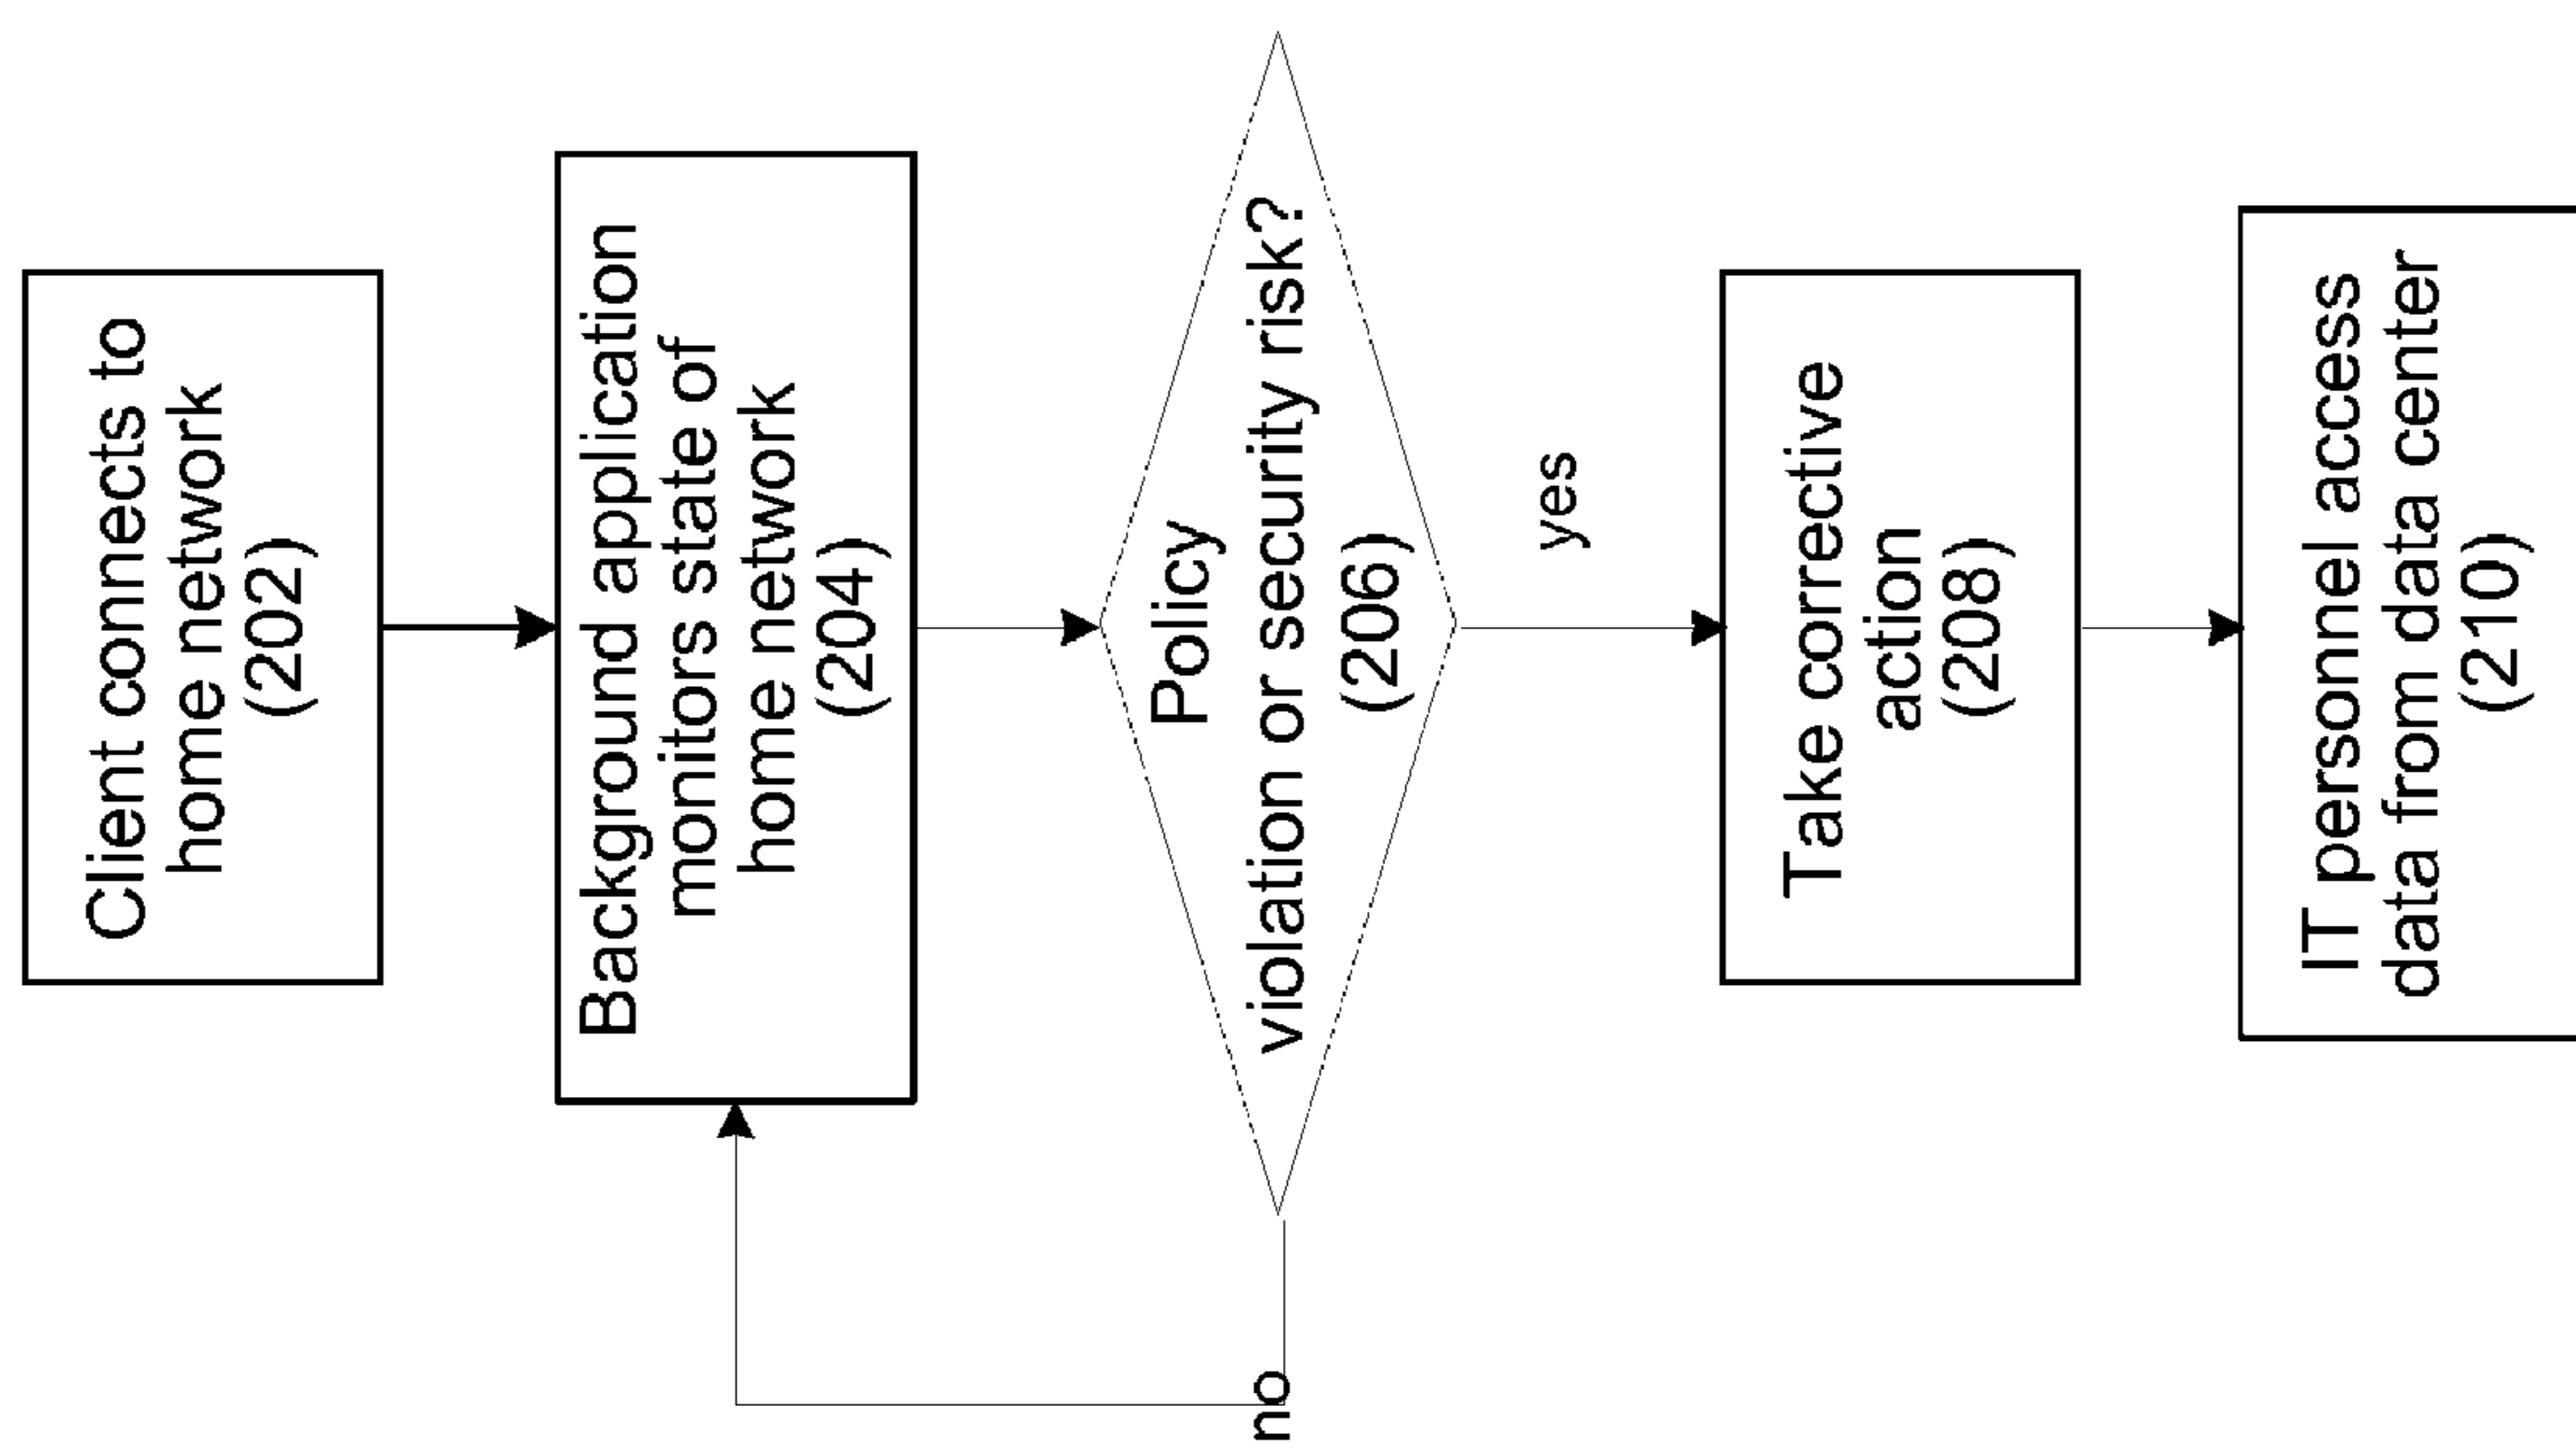 Client connects to
home network
(202)
Background application
monitors state of
home network
(204)
Policy
violation or security risk?
(206)
no
yes
Take corrective
action
(208)
IT personnel access
data from data center
(210)